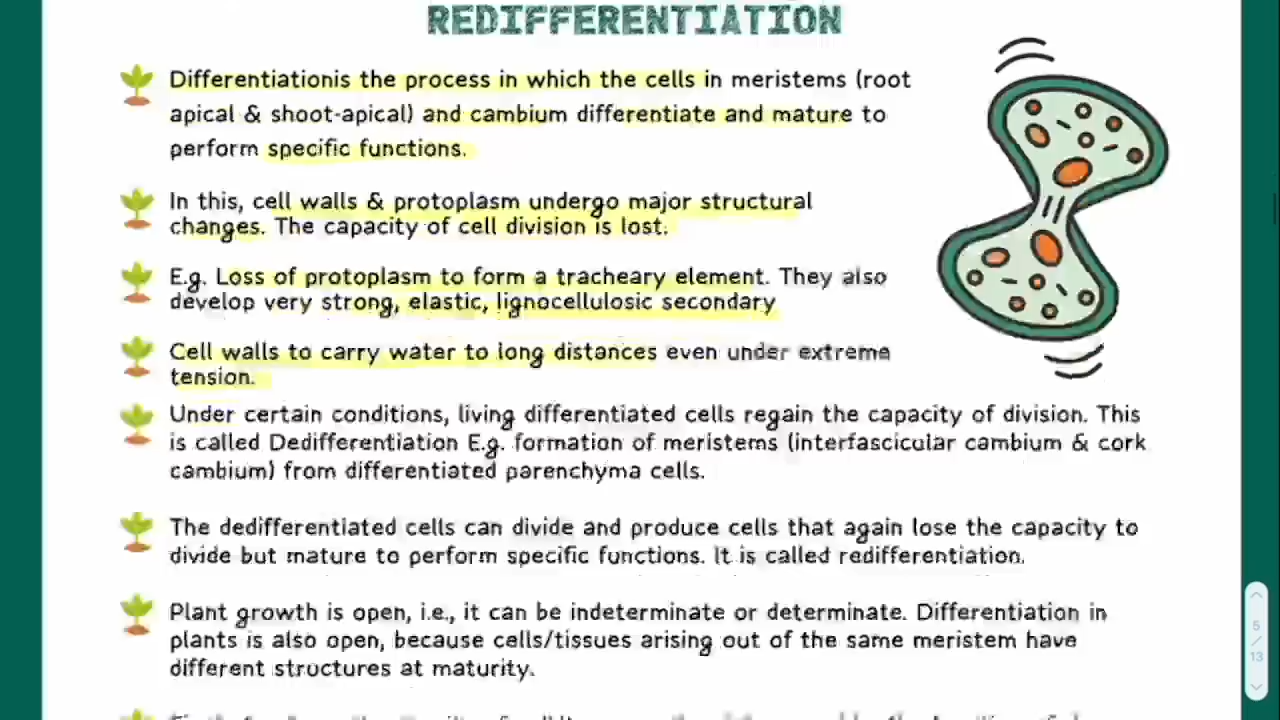 REDIFFERENTIATION
Differentiationis the process in which the cells in meristems (root
apical & shoot-apical) and cambium differentiate and mature to
perform specific functions.
In this, cell walls & protoplasm undergo major structural
changes. The capacity of cell division is lost.
E.g. Loss of protoplasm to form a tracheary element. They also
develop very strong, elastic, lignocellulosic secondary
Cell walls to carry water to long distances even under extreme
tension.
Under certain conditions, living differentiated cells regain the capacity of division. This
is called Dedifferentiation E.g. formation of meristems (interfascicular cambium & cork
cambium) from differentiated parenchyma cells.
The dedifferentiated cells can divide and produce cells that again lose the capacity to
divide but mature to perform specific functions. It is called redifferentiation.
Plant growth is open, i.e., it can be indeterminate or determinate. Differentiation in
plants is also open, because cells/tissues arising out of the same meristem have
different structures at maturity.
5
/
13